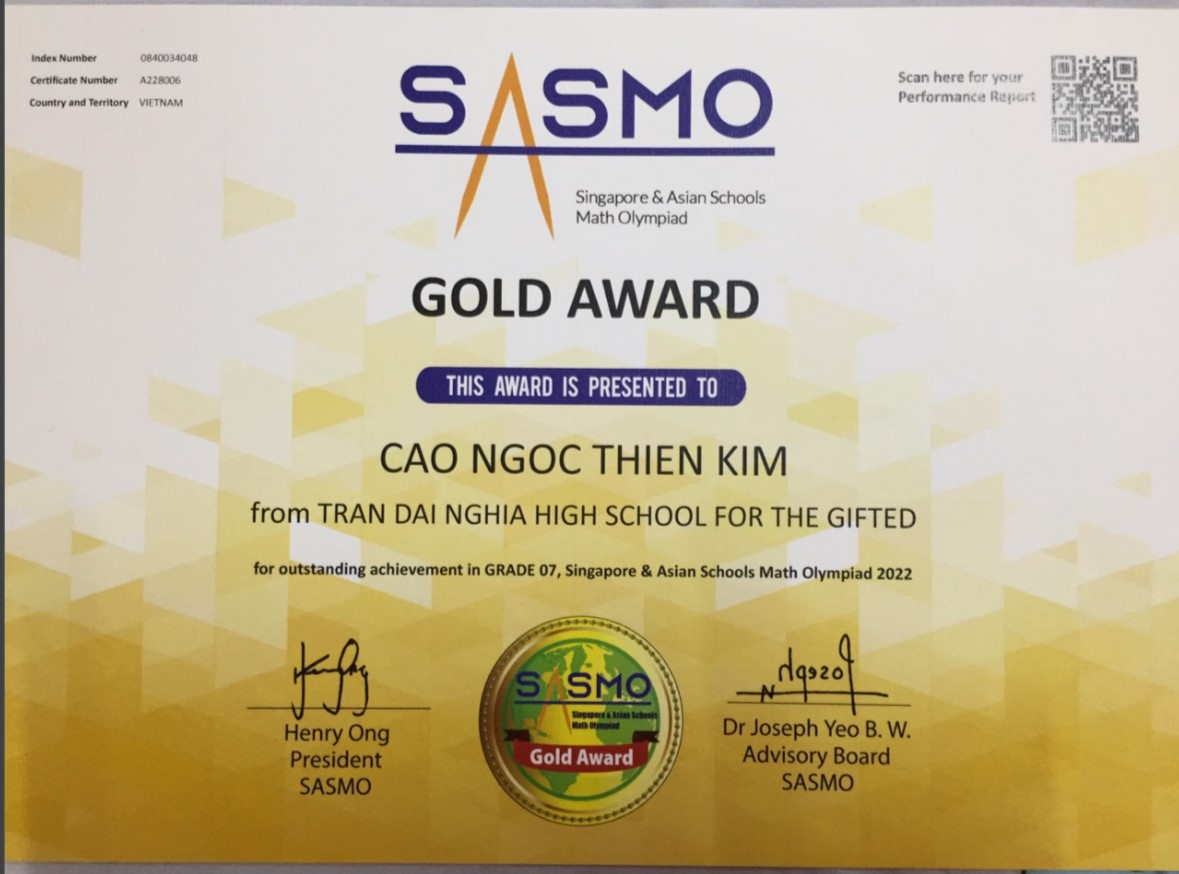 Index Number 0840034048
Certificate Number A228006
Country and Territory VIETNAM
Scan here for your
Performance Report
SASMO
Singapore & Asian Schools
Math Olympiad
GOLD AWARD
THIS AWARD IS PRESENTED TO
CAO NGOC THIEN KIM
from TRAN DAI NGHIA HIGH SCHOOL FOR THE GIFTED
for outstanding achievement in GRADE 07, Singapore & Asian Schools Math Olympiad 2022
SASMO
Singapore & Asian Schools
Math Olympiad
Gold Award
Henry Ong
President
SASMO
Dr Joseph Yeo B. W.
Advisory Board
SASMO